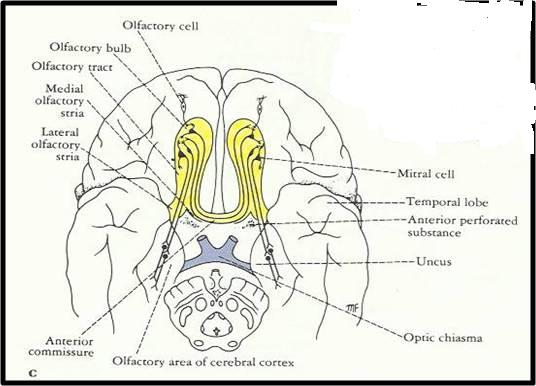 Olfactory cell
Olfactory bulb
Olfactory tract
Medial
olfactory
stria
Lateral
olfactory
stria
Mitral cell
Temporal lobe
Anterior perforated
substance
Uncus
MF
Optic chiasma
Anterior
commissure
Olfactory area of cerebral cortex
C